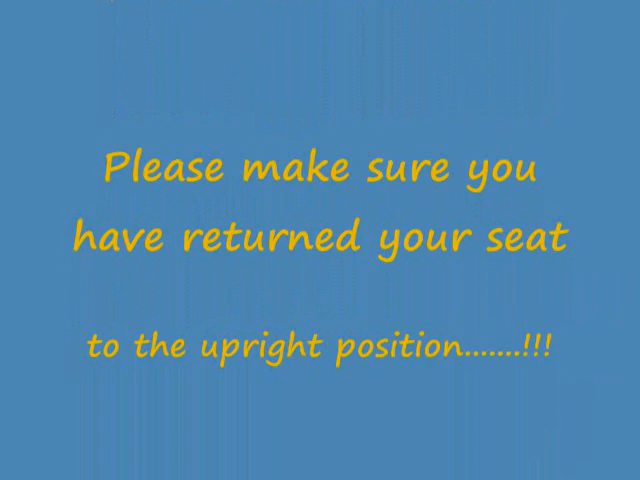 Please make sure you
have returned your seat
to the upright position.......!!!